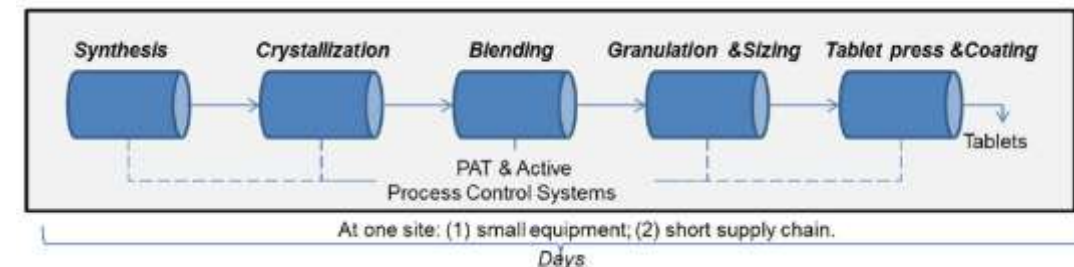 Synthesis
Crystallization
Blending
Granulation &Sizing
Tablet press &Coating
Tablets
PAT & Active
Process Control Systems
At one site: (1) small equipment; (2) short supply chain.
Days